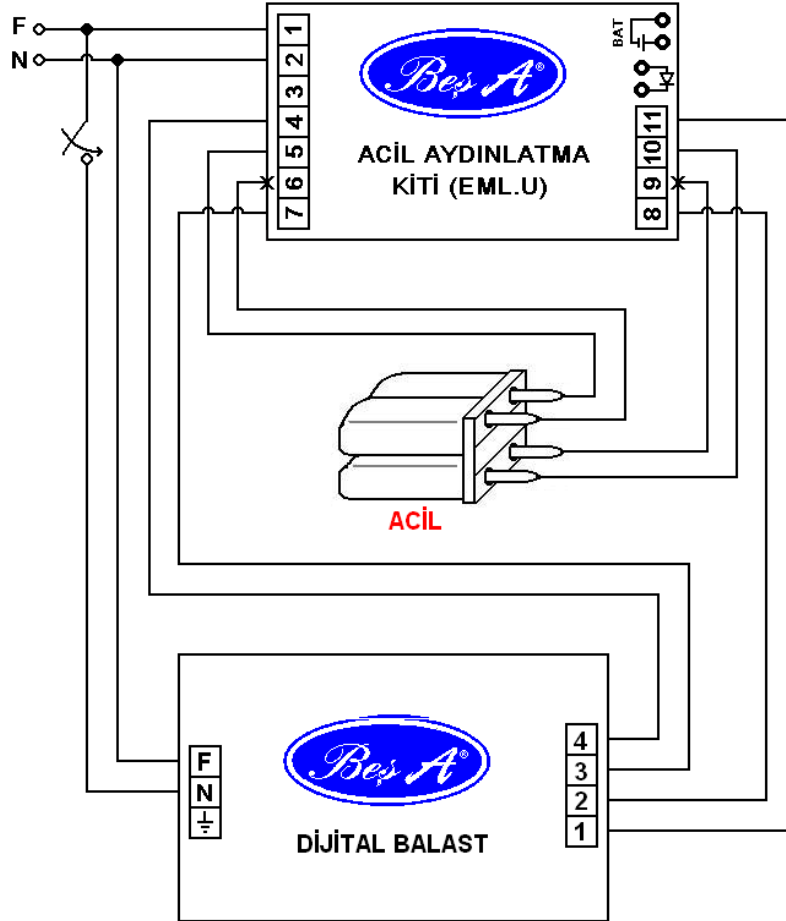 F
N
1
2
3
4
5
6
7
Beş A®
ACİL AYDINLATMA
KİTİ (EML.U)
BAT
11
10
9
8
ACİL
F
N
Beş A®
DİJİTAL BALAST
4
3
2
1